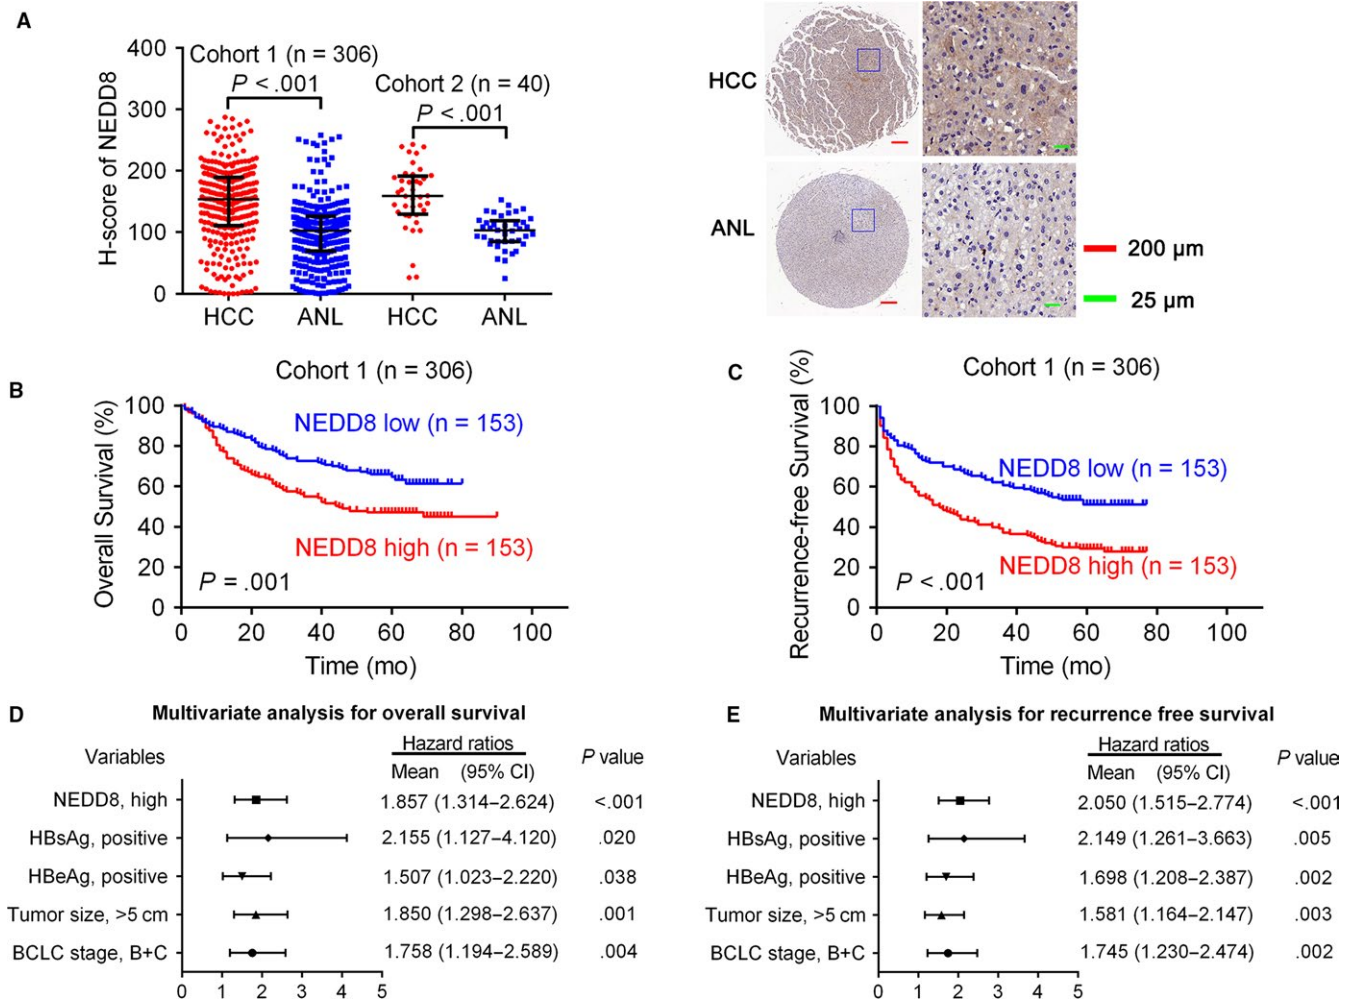 A
400
300
200
100
0
H-score of NEDD8
Cohort 1 (n = 306)
P < .001
Cohort 2 (n = 40)
P < .001
HCC ANL HCC ANL
HCC
ANL
200 µm
25 µm
B
Cohort 1 (n = 306)
Overall Survival (%)
100
80
60
40
20
0
NEDD8 low (n = 153)
NEDD8 high (n = 153)
P = .001
0 20 40 60 80 100
Time (mo)
C
Cohort 1 (n = 306)
Recurrence-free Survival (%)
100
80
60
40
20
0
NEDD8 low (n = 153)
NEDD8 high (n = 153)
P < .001
0 20 40 60 80 100
Time (mo)
D
Multivariate analysis for overall survival
Variables Hazard ratios P value
Mean (95% CI)
NEDD8, high 1.857 (1.314–2.624) <.001
HBsAg, positive 2.155 (1.127–4.120) .020
HBeAg, positive 1.507 (1.023–2.220) .038
Tumor size, >5 cm 1.850 (1.298–2.637) .001
BCLC stage, B+C 1.758 (1.194–2.589) .004
0 1 2 3 4 5
E
Multivariate analysis for recurrence free survival
Variables Hazard ratios P value
Mean (95% CI)
NEDD8, high 2.050 (1.515–2.774) <.001
HBsAg, positive 2.149 (1.261–3.663) .005
HBeAg, positive 1.698 (1.208–2.387) .002
Tumor size, >5 cm 1.581 (1.164–2.147) .003
BCLC stage, B+C 1.745 (1.230–2.474) .002
0 1 2 3 4 5